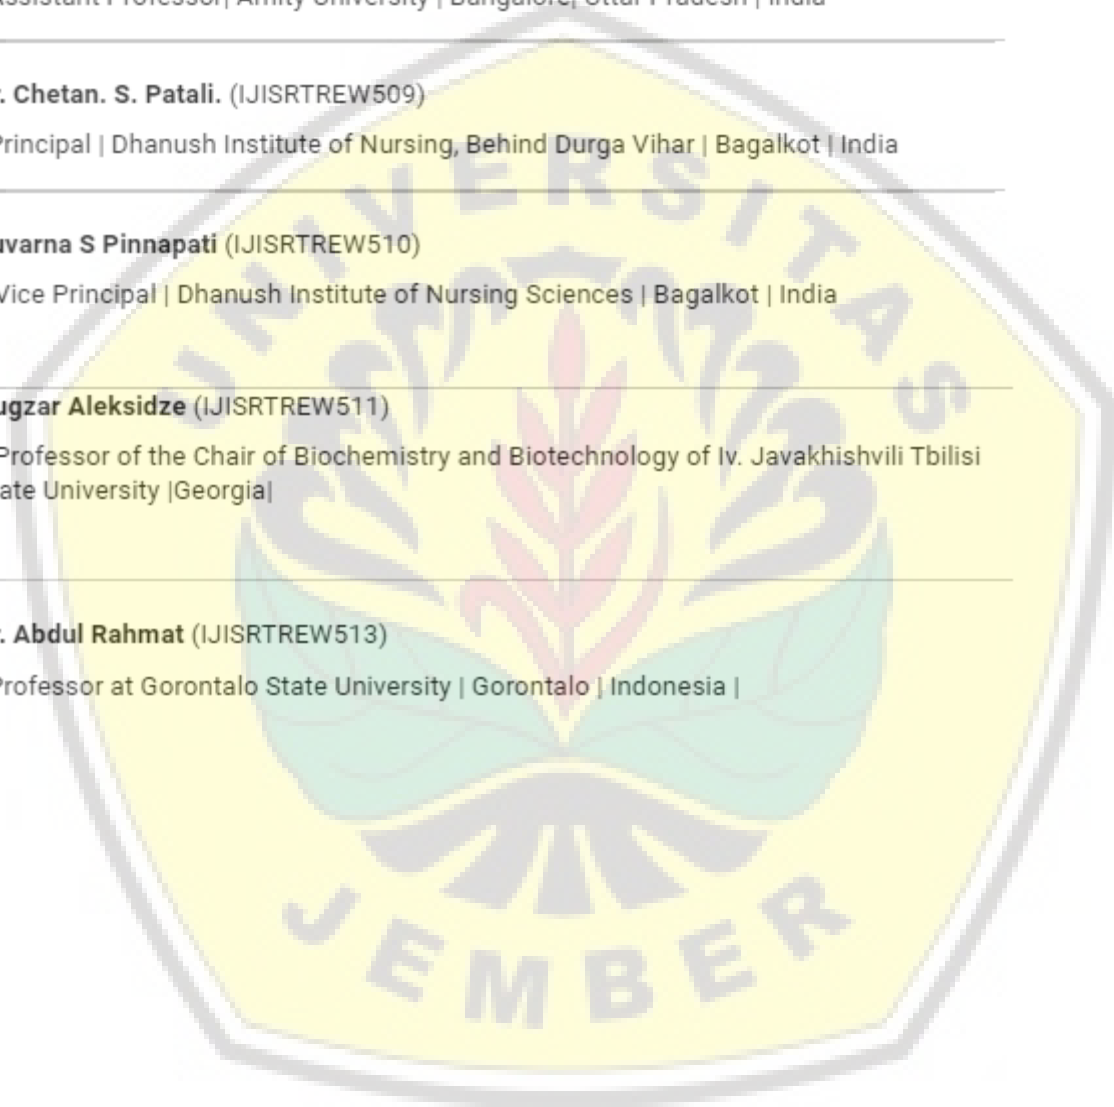 Assistant Professor| Amity University | Bangalore, Uttar Pradesh | India
. Chetan. S. Patali. (IJISRTREW509)
Principal | Dhanush Institute of Nursing, Behind Durga Vihar | Bagalkot | India
uvarna S Pinnapati (IJISRTREW510)
Vice Principal | Dhanush Institute of Nursing Sciences | Bagalkot | India
ugzar Aleksidze (IJISRTREW511)
Professor of the Chair of Biochemistry and Biotechnology of Iv. Javakhishvili Tbilisi
ate University |Georgia|
. Abdul Rahmat (IJISRTREW513)
Professor at Gorontalo State University | Gorontalo | Indonesia |
UNIVERSITAS
JEMBER